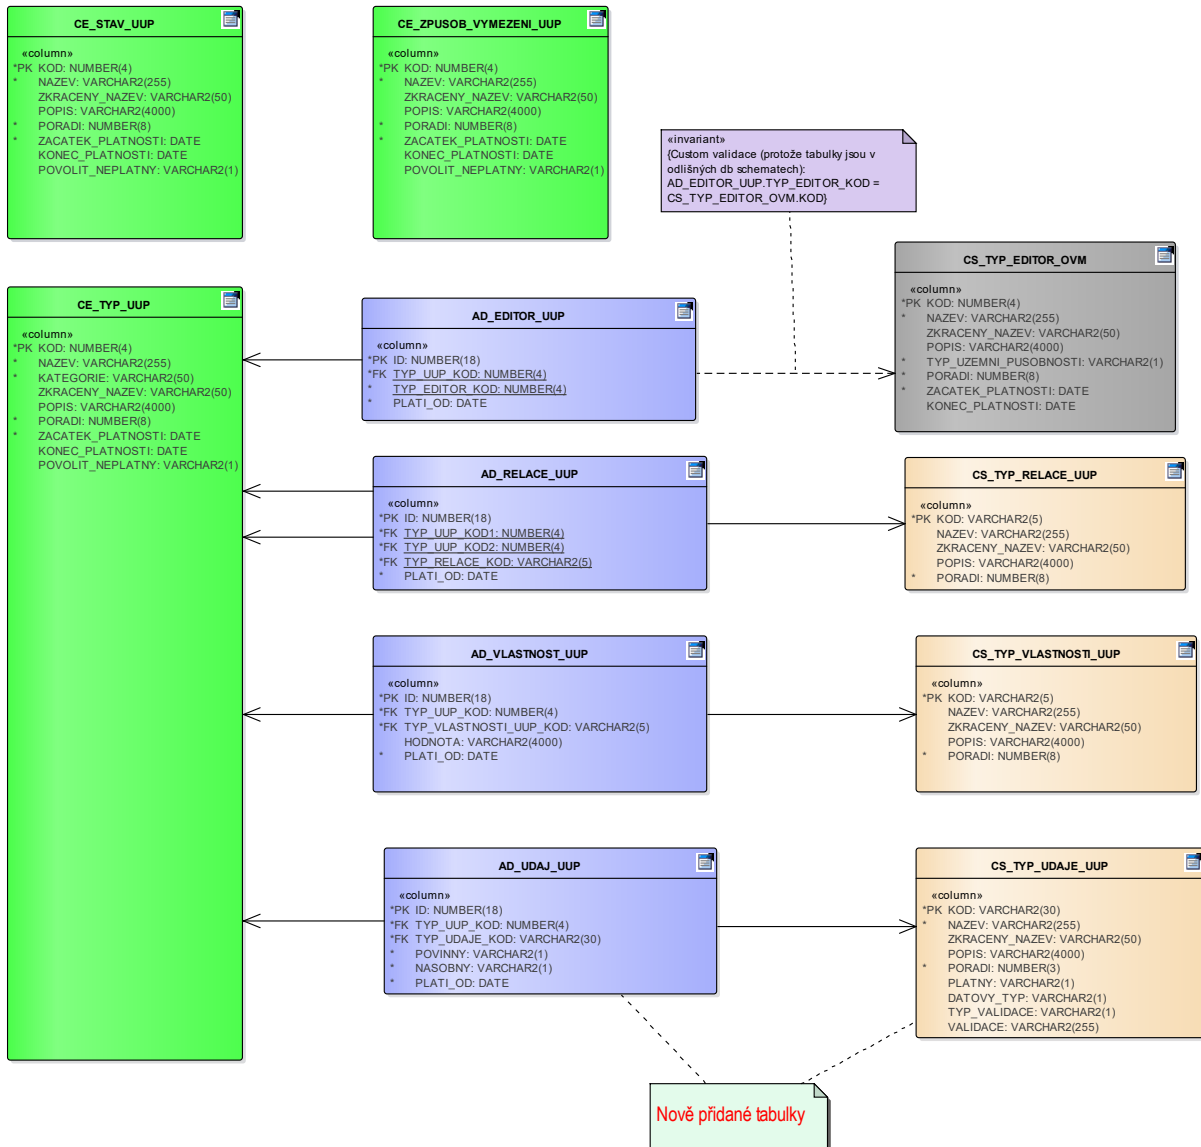 CE_STAV_UUP
«column»
*PK KOD: NUMBER(4)
* NAZEV: VARCHAR2(255)
ZKRACENY_NAZEV: VARCHAR2(50)
POPIS: VARCHAR2(4000)
* PORADI: NUMBER(8)
* ZACATEK_PLATNOSTI: DATE
KONEC_PLATNOSTI: DATE
POVOLIT_NEPLATNY: VARCHAR2(1)
CE_ZPUSOB_VYMEZENI_UUP
«column»
*PK KOD: NUMBER(4)
* NAZEV: VARCHAR2(255)
ZKRACENY_NAZEV: VARCHAR2(50)
POPIS: VARCHAR2(4000)
* PORADI: NUMBER(8)
* ZACATEK_PLATNOSTI: DATE
KONEC_PLATNOSTI: DATE
POVOLIT_NEPLATNY: VARCHAR2(1)
«invariant»
{Custom validace (protože tabulky jsou v
odlišných db schematech):
AD_EDITOR_UUP.TYP_EDITOR_KOD =
CS_TYP_EDITOR_OVM.KOD}
CE_TYP_UUP
«column»
*PK KOD: NUMBER(4)
* NAZEV: VARCHAR2(255)
* KATEGORIE: VARCHAR2(50)
ZKRACENY_NAZEV: VARCHAR2(50)
POPIS: VARCHAR2(4000)
* PORADI: NUMBER(8)
* ZACATEK_PLATNOSTI: DATE
KONEC_PLATNOSTI: DATE
POVOLIT_NEPLATNY: VARCHAR2(1)
AD_EDITOR_UUP
«column»
*PK ID: NUMBER(18)
*FK TYP_UUP_KOD: NUMBER(4)
* TYP_EDITOR_KOD: NUMBER(4)
* PLATI_OD: DATE
CS_TYP_EDITOR_OVM
«column»
*PK KOD: NUMBER(4)
* NAZEV: VARCHAR2(255)
ZKRACENY_NAZEV: VARCHAR2(50)
POPIS: VARCHAR2(4000)
* TYP_UZEMNI_PUSOBNOSTI: VARCHAR2(1)
* PORADI: NUMBER(8)
* ZACATEK_PLATNOSTI: DATE
KONEC_PLATNOSTI: DATE
AD_RELACE_UUP
«column»
*PK ID: NUMBER(18)
*FK TYP_UUP_KOD1: NUMBER(4)
*FK TYP_UUP_KOD2: NUMBER(4)
*FK TYP_RELACE_KOD: VARCHAR2(5)
* PLATI_OD: DATE
CS_TYP_RELACE_UUP
«column»
*PK KOD: VARCHAR2(5)
NAZEV: VARCHAR2(255)
ZKRACENY_NAZEV: VARCHAR2(50)
POPIS: VARCHAR2(4000)
* PORADI: NUMBER(8)
AD_VLASTNOST_UUP
«column»
*PK ID: NUMBER(18)
*FK TYP_UUP_KOD: NUMBER(4)
*FK TYP_VLASTNOSTI_UUP_KOD: VARCHAR2(5)
HODNOTA: VARCHAR2(4000)
* PLATI_OD: DATE
CS_TYP_VLASTNOSTI_UUP
«column»
*PK KOD: VARCHAR2(5)
NAZEV: VARCHAR2(255)
ZKRACENY_NAZEV: VARCHAR2(50)
POPIS: VARCHAR2(4000)
* PORADI: NUMBER(8)
AD_UDAJ_UUP
«column»
*PK ID: NUMBER(18)
*FK TYP_UUP_KOD: NUMBER(4)
*FK TYP_UDAJE_KOD: VARCHAR2(30)
* POVINNY: VARCHAR2(1)
* NASOBNY: VARCHAR2(1)
* PLATI_OD: DATE
CS_TYP_UDAJE_UUP
«column»
*PK KOD: VARCHAR2(30)
* NAZEV: VARCHAR2(255)
ZKRACENY_NAZEV: VARCHAR2(50)
POPIS: VARCHAR2(4000)
* PORADI: NUMBER(3)
PLATNY: VARCHAR2(1)
DATOVY_TYP: VARCHAR2(1)
TYP_VALIDACE: VARCHAR2(1)
VALIDACE: VARCHAR2(255)
Nově přidané tabulky